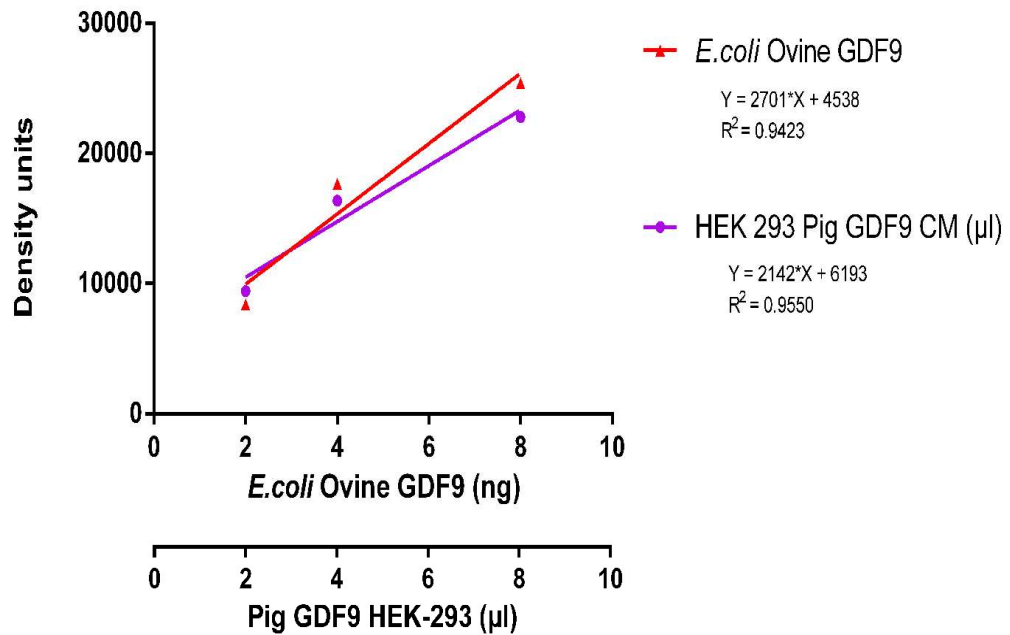 30000
20000
10000
0
Density units
0 2 4 6 8 10
E.coli Ovine GDF9 (ng)
0 2 4 6 8 10
Pig GDF9 HEK-293 (µl)
E.coli Ovine GDF9
Y = 2701*X + 4538
R² = 0.9423
HEK 293 Pig GDF9 CM (µl)
Y = 2142*X + 6193
R² = 0.9550